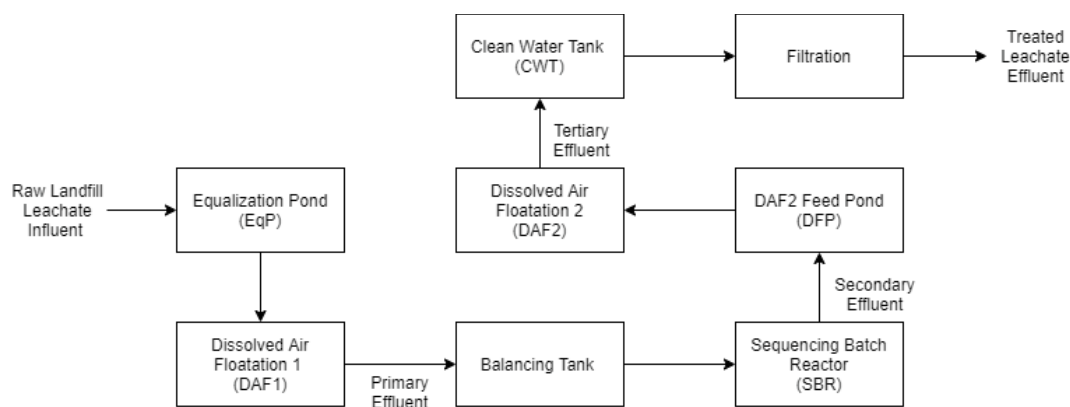 Raw Landfill
Leachate
Influent
Equalization Pond
(EqP)
Dissolved Air
Floatation 1
(DAF1)
Primary
Effluent
Balancing Tank
Sequencing Batch
Reactor
(SBR)
Secondary
Effluent
DAF2 Feed Pond
(DFP)
Dissolved Air
Floatation 2
(DAF2)
Tertiary
Effluent
Clean Water Tank
(CWT)
Filtration
Treated
Leachate
Effluent